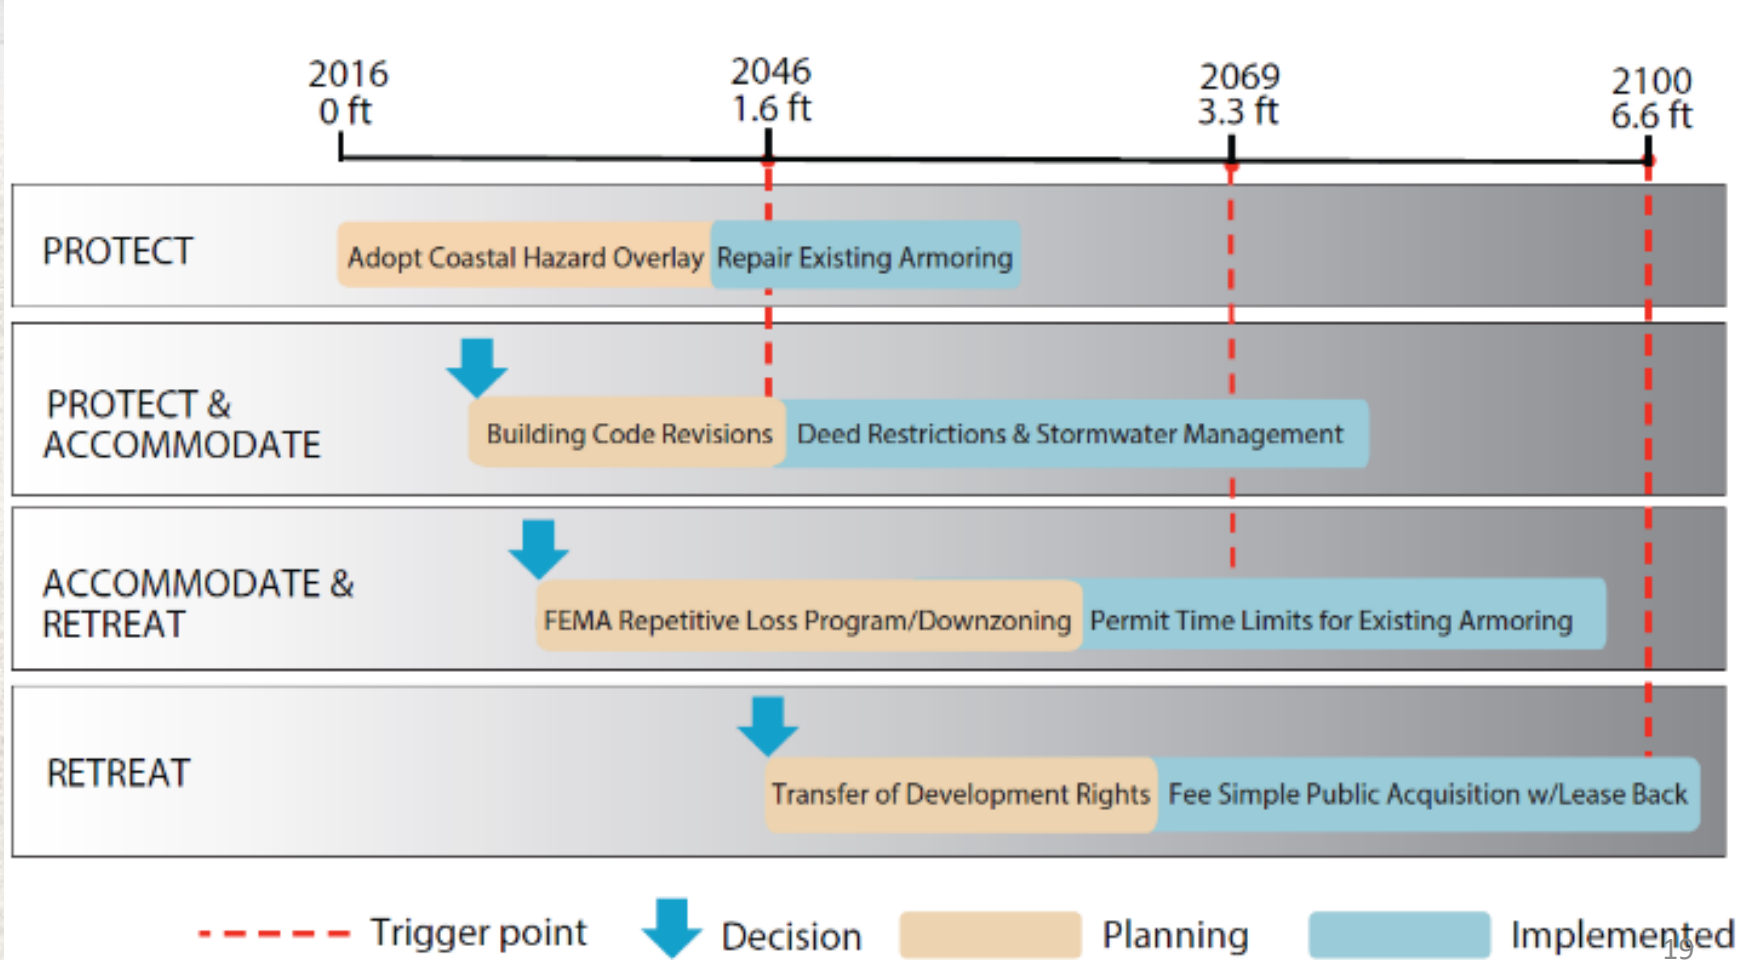 2016
0 ft
2046
1.6 ft
2069
3.3 ft
2100
6.6 ft
PROTECT
Adopt Coastal Hazard Overlay
Repair Existing Armoring
PROTECT &
ACCOMMODATE
Building Code Revisions
Deed Restrictions & Stormwater Management
ACCOMMODATE &
RETREAT
FEMA Repetitive Loss Program/Downzoning
Permit Time Limits for Existing Armoring
RETREAT
Transfer of Development Rights
Fee Simple Public Acquisition w/Lease Back
Trigger point
Decision
Planning
Implemented
19